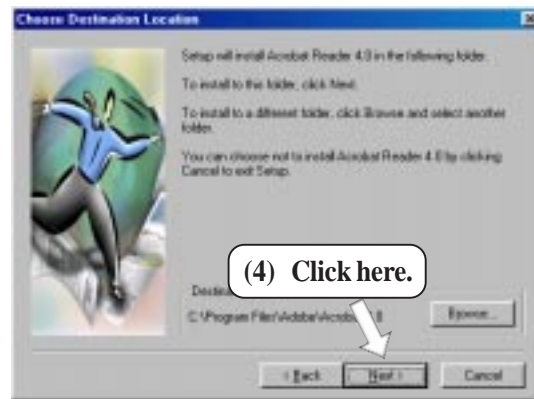 Choose Destination Location
Setup will install Acrobat Reader 4.0 in the following folder.
To install to this folder, click Next.
To install to a different folder, click Browse and select another
folder.
You can choose not to install Acrobat Reader 4.0 by clicking
Cancel to exit Setup.
(4) Click here.
C:\Program Files\Adobe\Acrobat
Browse...
< Back Next > Cancel